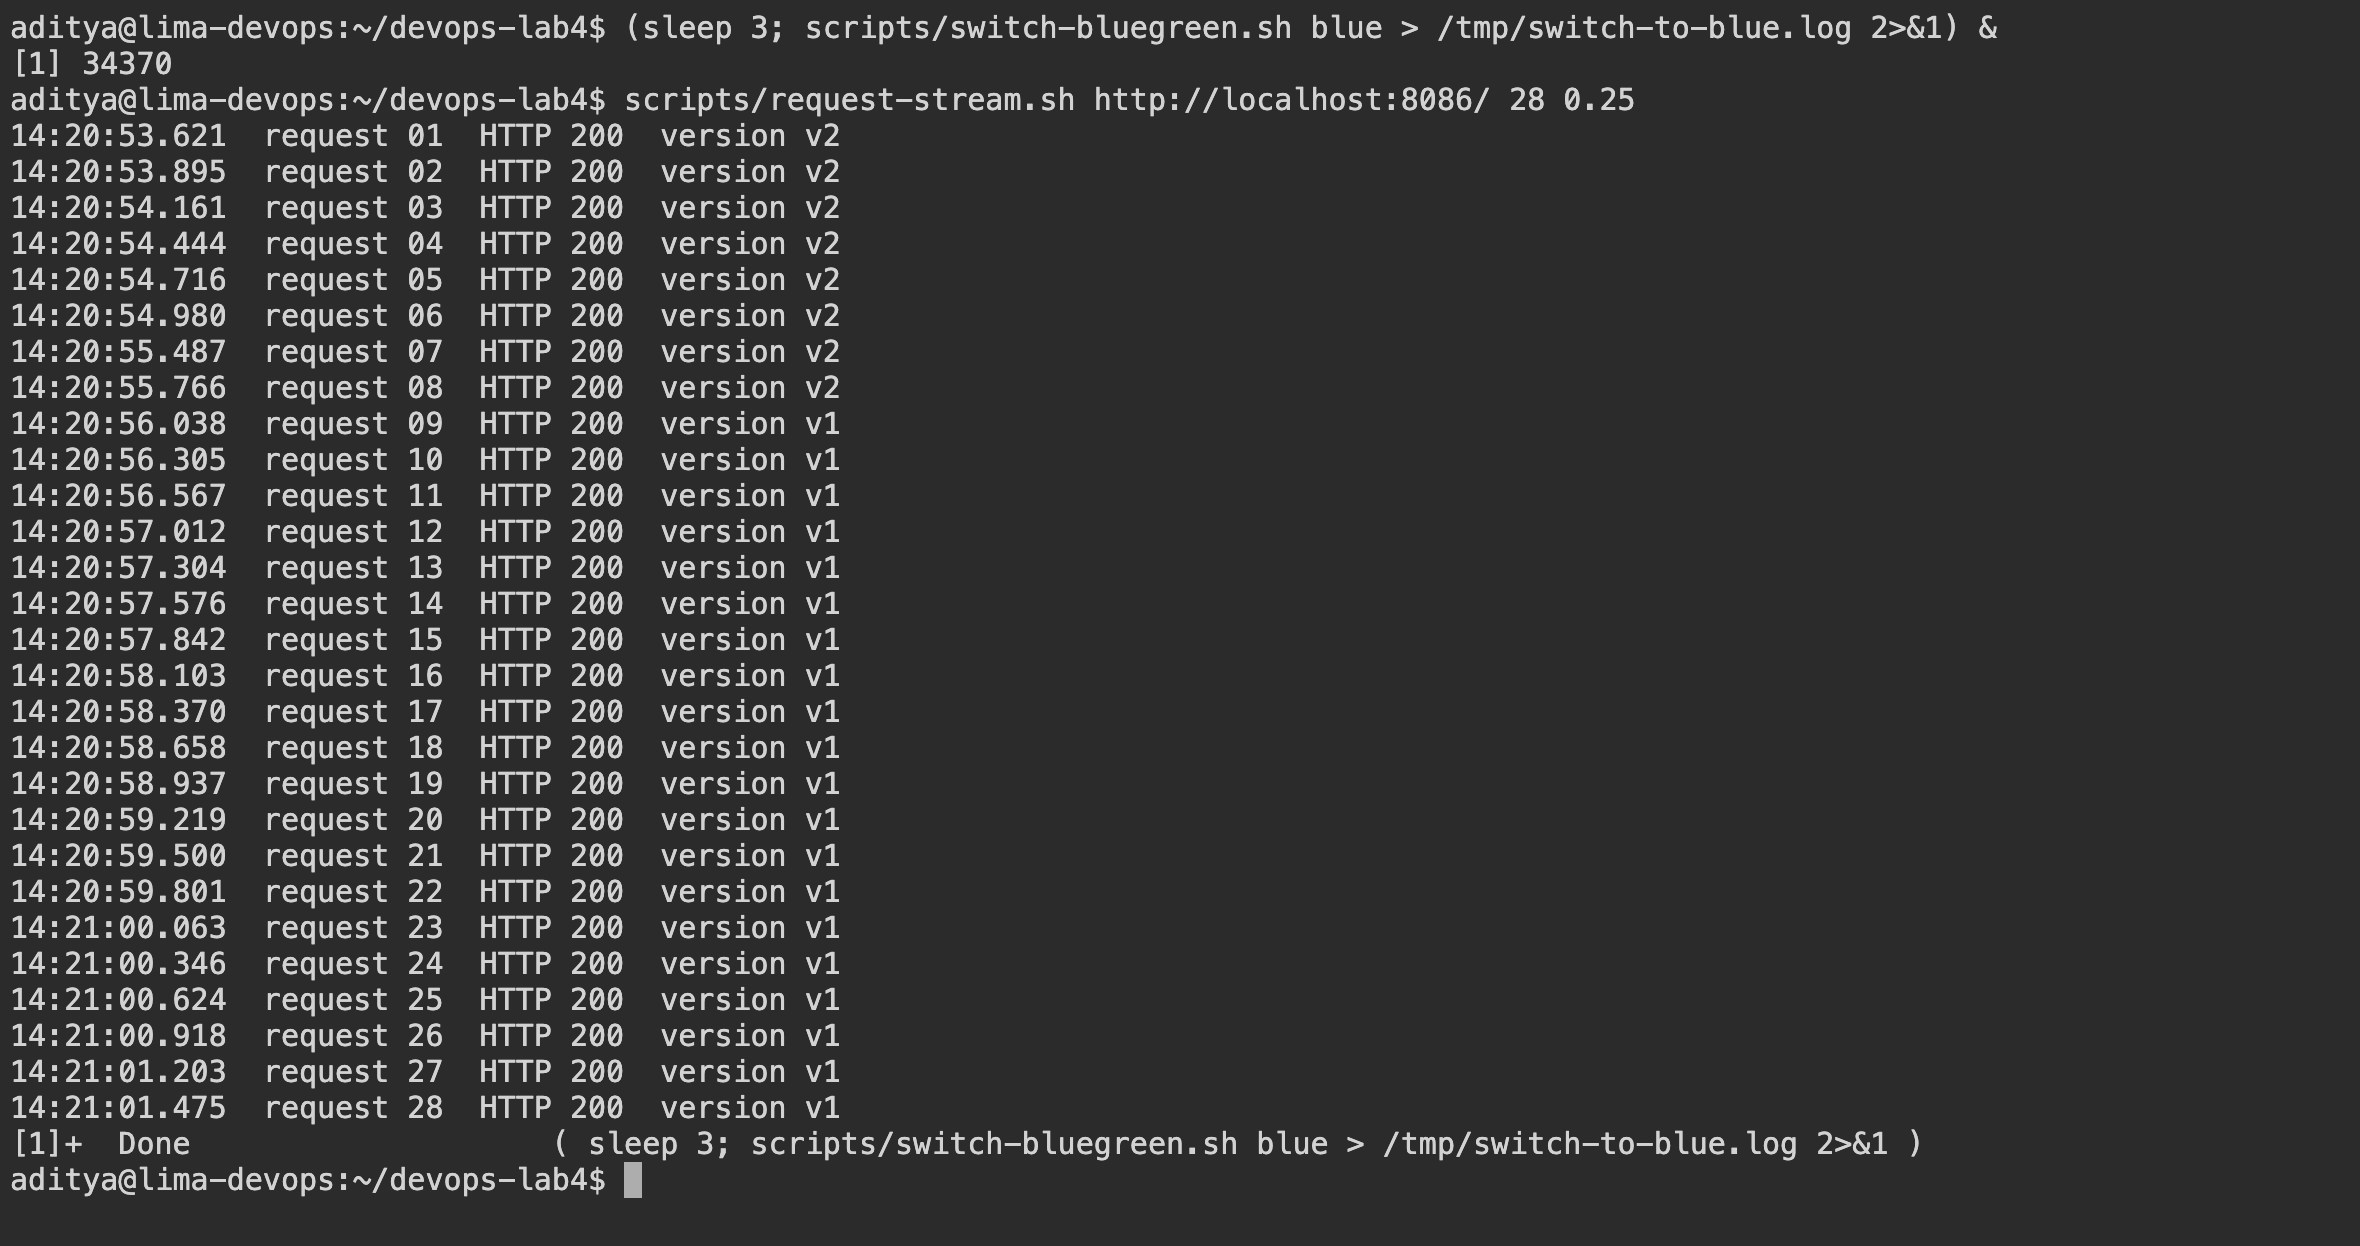 aditya@lima-devops:~/devops-lab4$ (sleep 3; scripts/switch-bluegreen.sh blue > /tmp/switch-to-blue.log 2>&1) &
[1] 34370
aditya@lima-devops:~/devops-lab4$ scripts/request-stream.sh http://localhost:8086/ 28 0.25
14:20:53.621  request 01  HTTP 200  version v2
14:20:53.895  request 02  HTTP 200  version v2
14:20:54.161  request 03  HTTP 200  version v2
14:20:54.444  request 04  HTTP 200  version v2
14:20:54.716  request 05  HTTP 200  version v2
14:20:54.980  request 06  HTTP 200  version v2
14:20:55.487  request 07  HTTP 200  version v2
14:20:55.766  request 08  HTTP 200  version v2
14:20:56.038  request 09  HTTP 200  version v1
14:20:56.305  request 10  HTTP 200  version v1
14:20:56.567  request 11  HTTP 200  version v1
14:20:57.012  request 12  HTTP 200  version v1
14:20:57.304  request 13  HTTP 200  version v1
14:20:57.576  request 14  HTTP 200  version v1
14:20:57.842  request 15  HTTP 200  version v1
14:20:58.103  request 16  HTTP 200  version v1
14:20:58.370  request 17  HTTP 200  version v1
14:20:58.658  request 18  HTTP 200  version v1
14:20:58.937  request 19  HTTP 200  version v1
14:20:59.219  request 20  HTTP 200  version v1
14:20:59.500  request 21  HTTP 200  version v1
14:20:59.801  request 22  HTTP 200  version v1
14:21:00.063  request 23  HTTP 200  version v1
14:21:00.346  request 24  HTTP 200  version v1
14:21:00.624  request 25  HTTP 200  version v1
14:21:00.918  request 26  HTTP 200  version v1
14:21:01.203  request 27  HTTP 200  version v1
14:21:01.475  request 28  HTTP 200  version v1
[1]+  Done                    ( sleep 3; scripts/switch-bluegreen.sh blue > /tmp/switch-to-blue.log 2>&1 )
aditya@lima-devops:~/devops-lab4$